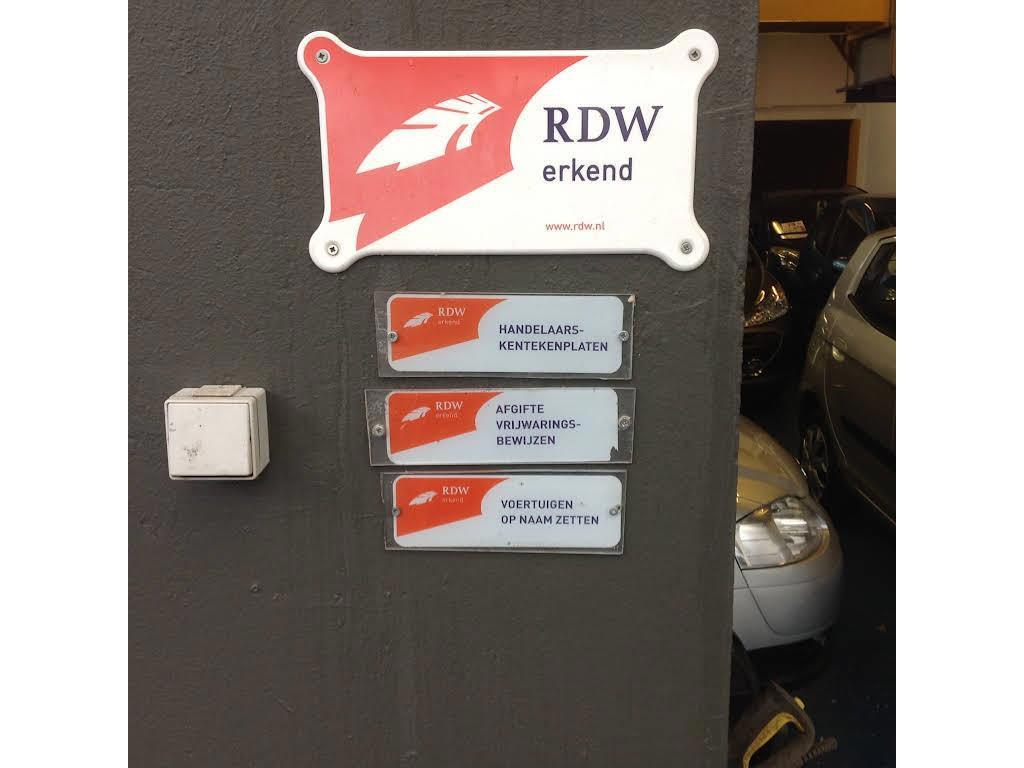 RDW
erkend
www.rdw.nl
RDW
erkend
HANDELAARS-
KENTEKENPLATEN
RDW
erkend
AFGIFTE
VRIJWARINGS-
BEWIJZEN
RDW
erkend
VOERTUIGEN
OP NAAM ZETTEN